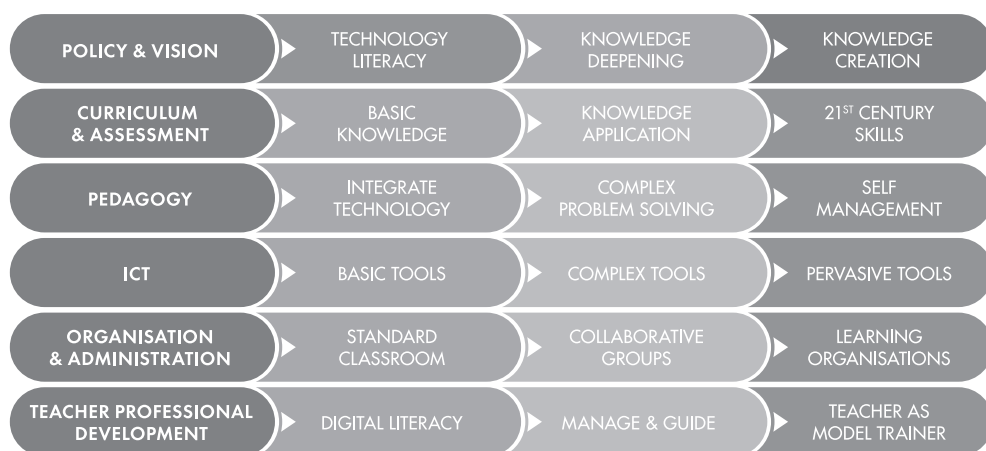 POLICY & VISION
TECHNOLOGY
LITERACY
KNOWLEDGE
DEEPENING
KNOWLEDGE
CREATION
CURRICULUM
& ASSESSMENT
BASIC
KNOWLEDGE
KNOWLEDGE
APPLICATION
21ST CENTURY
SKILLS
PEDAGOGY
INTEGRATE
TECHNOLOGY
COMPLEX
PROBLEM SOLVING
SELF
MANAGEMENT
ICT
BASIC TOOLS
COMPLEX TOOLS
PERVASIVE TOOLS
ORGANISATION
& ADMINISTRATION
STANDARD
CLASSROOM
COLLABORATIVE
GROUPS
LEARNING
ORGANISATIONS
TEACHER PROFESSIONAL
DEVELOPMENT
DIGITAL LITERACY
MANAGE & GUIDE
TEACHER AS
MODEL TRAINER